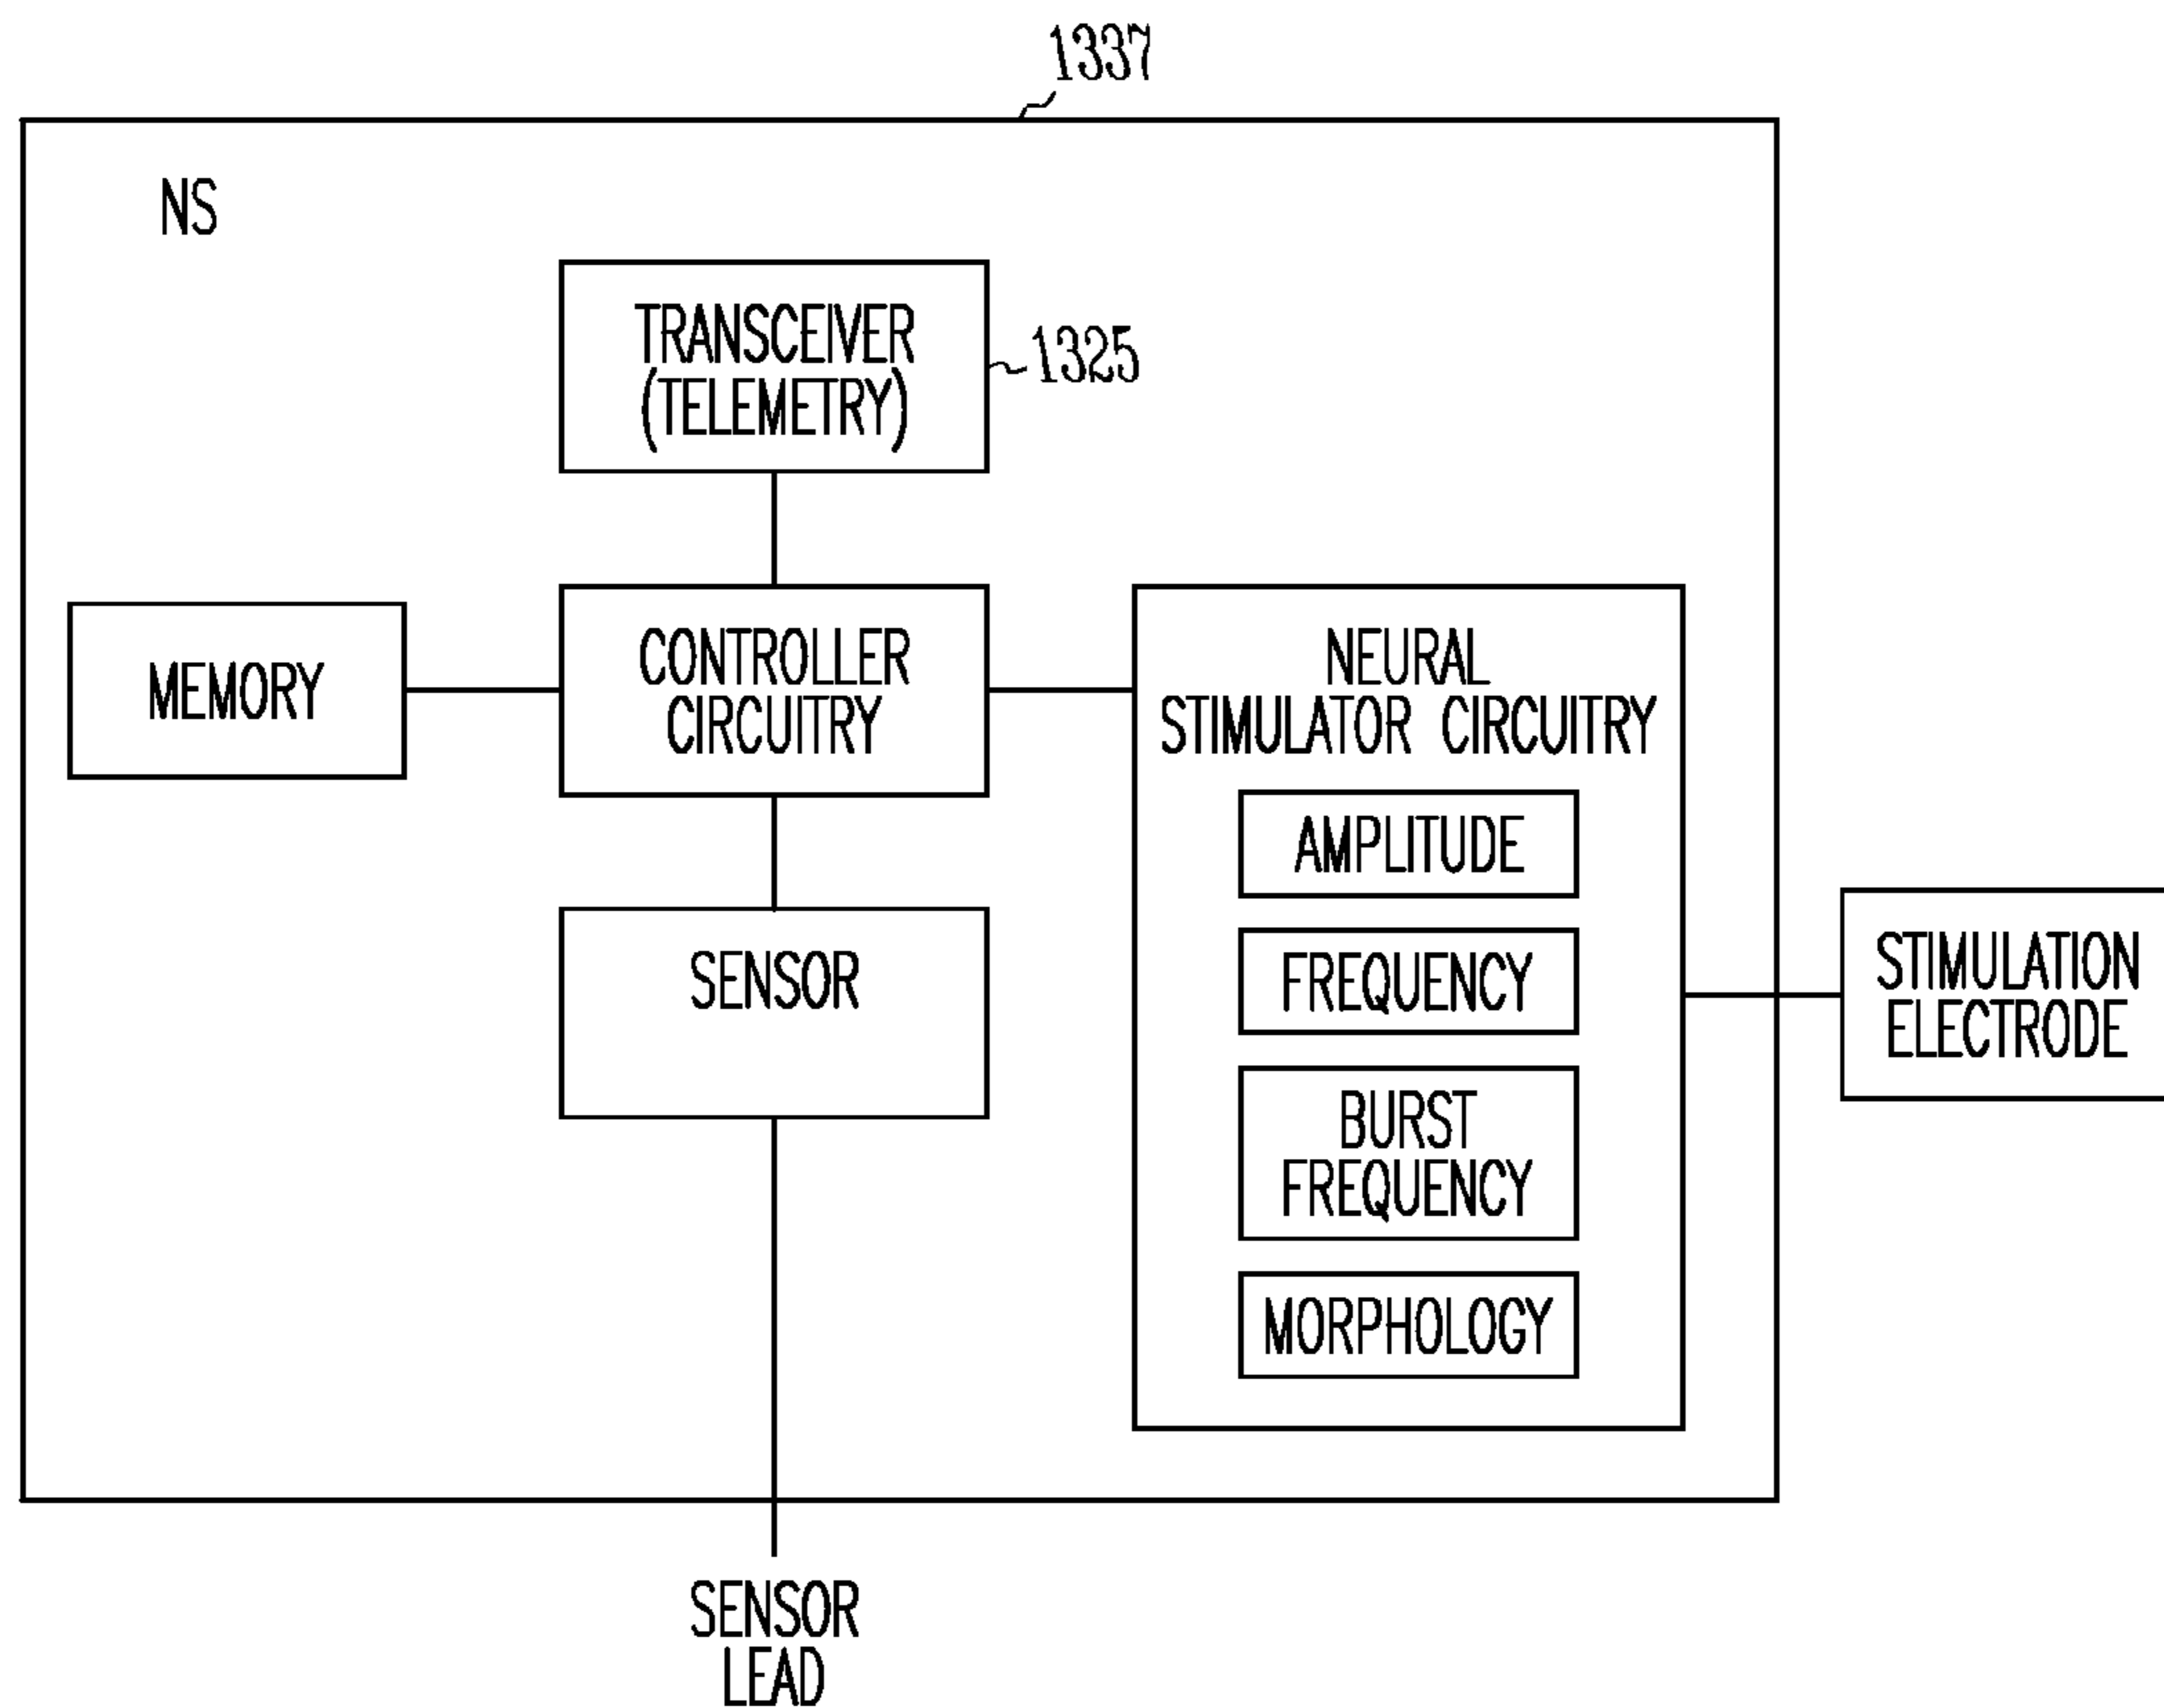 1337
NS
TRANSCEIVER
(TELEMETRY)
1325
MEMORY
CONTROLLER
CIRCUITRY
NEURAL
STIMULATOR CIRCUITRY
AMPLITUDE
FREQUENCY
BURST
FREQUENCY
MORPHOLOGY
SENSOR
STIMULATION
ELECTRODE
SENSOR
LEAD